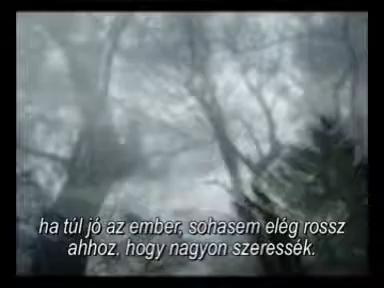 ha túl jó az ember, sohasem elég rossz
ahhoz, hogy nagyon szeressék.